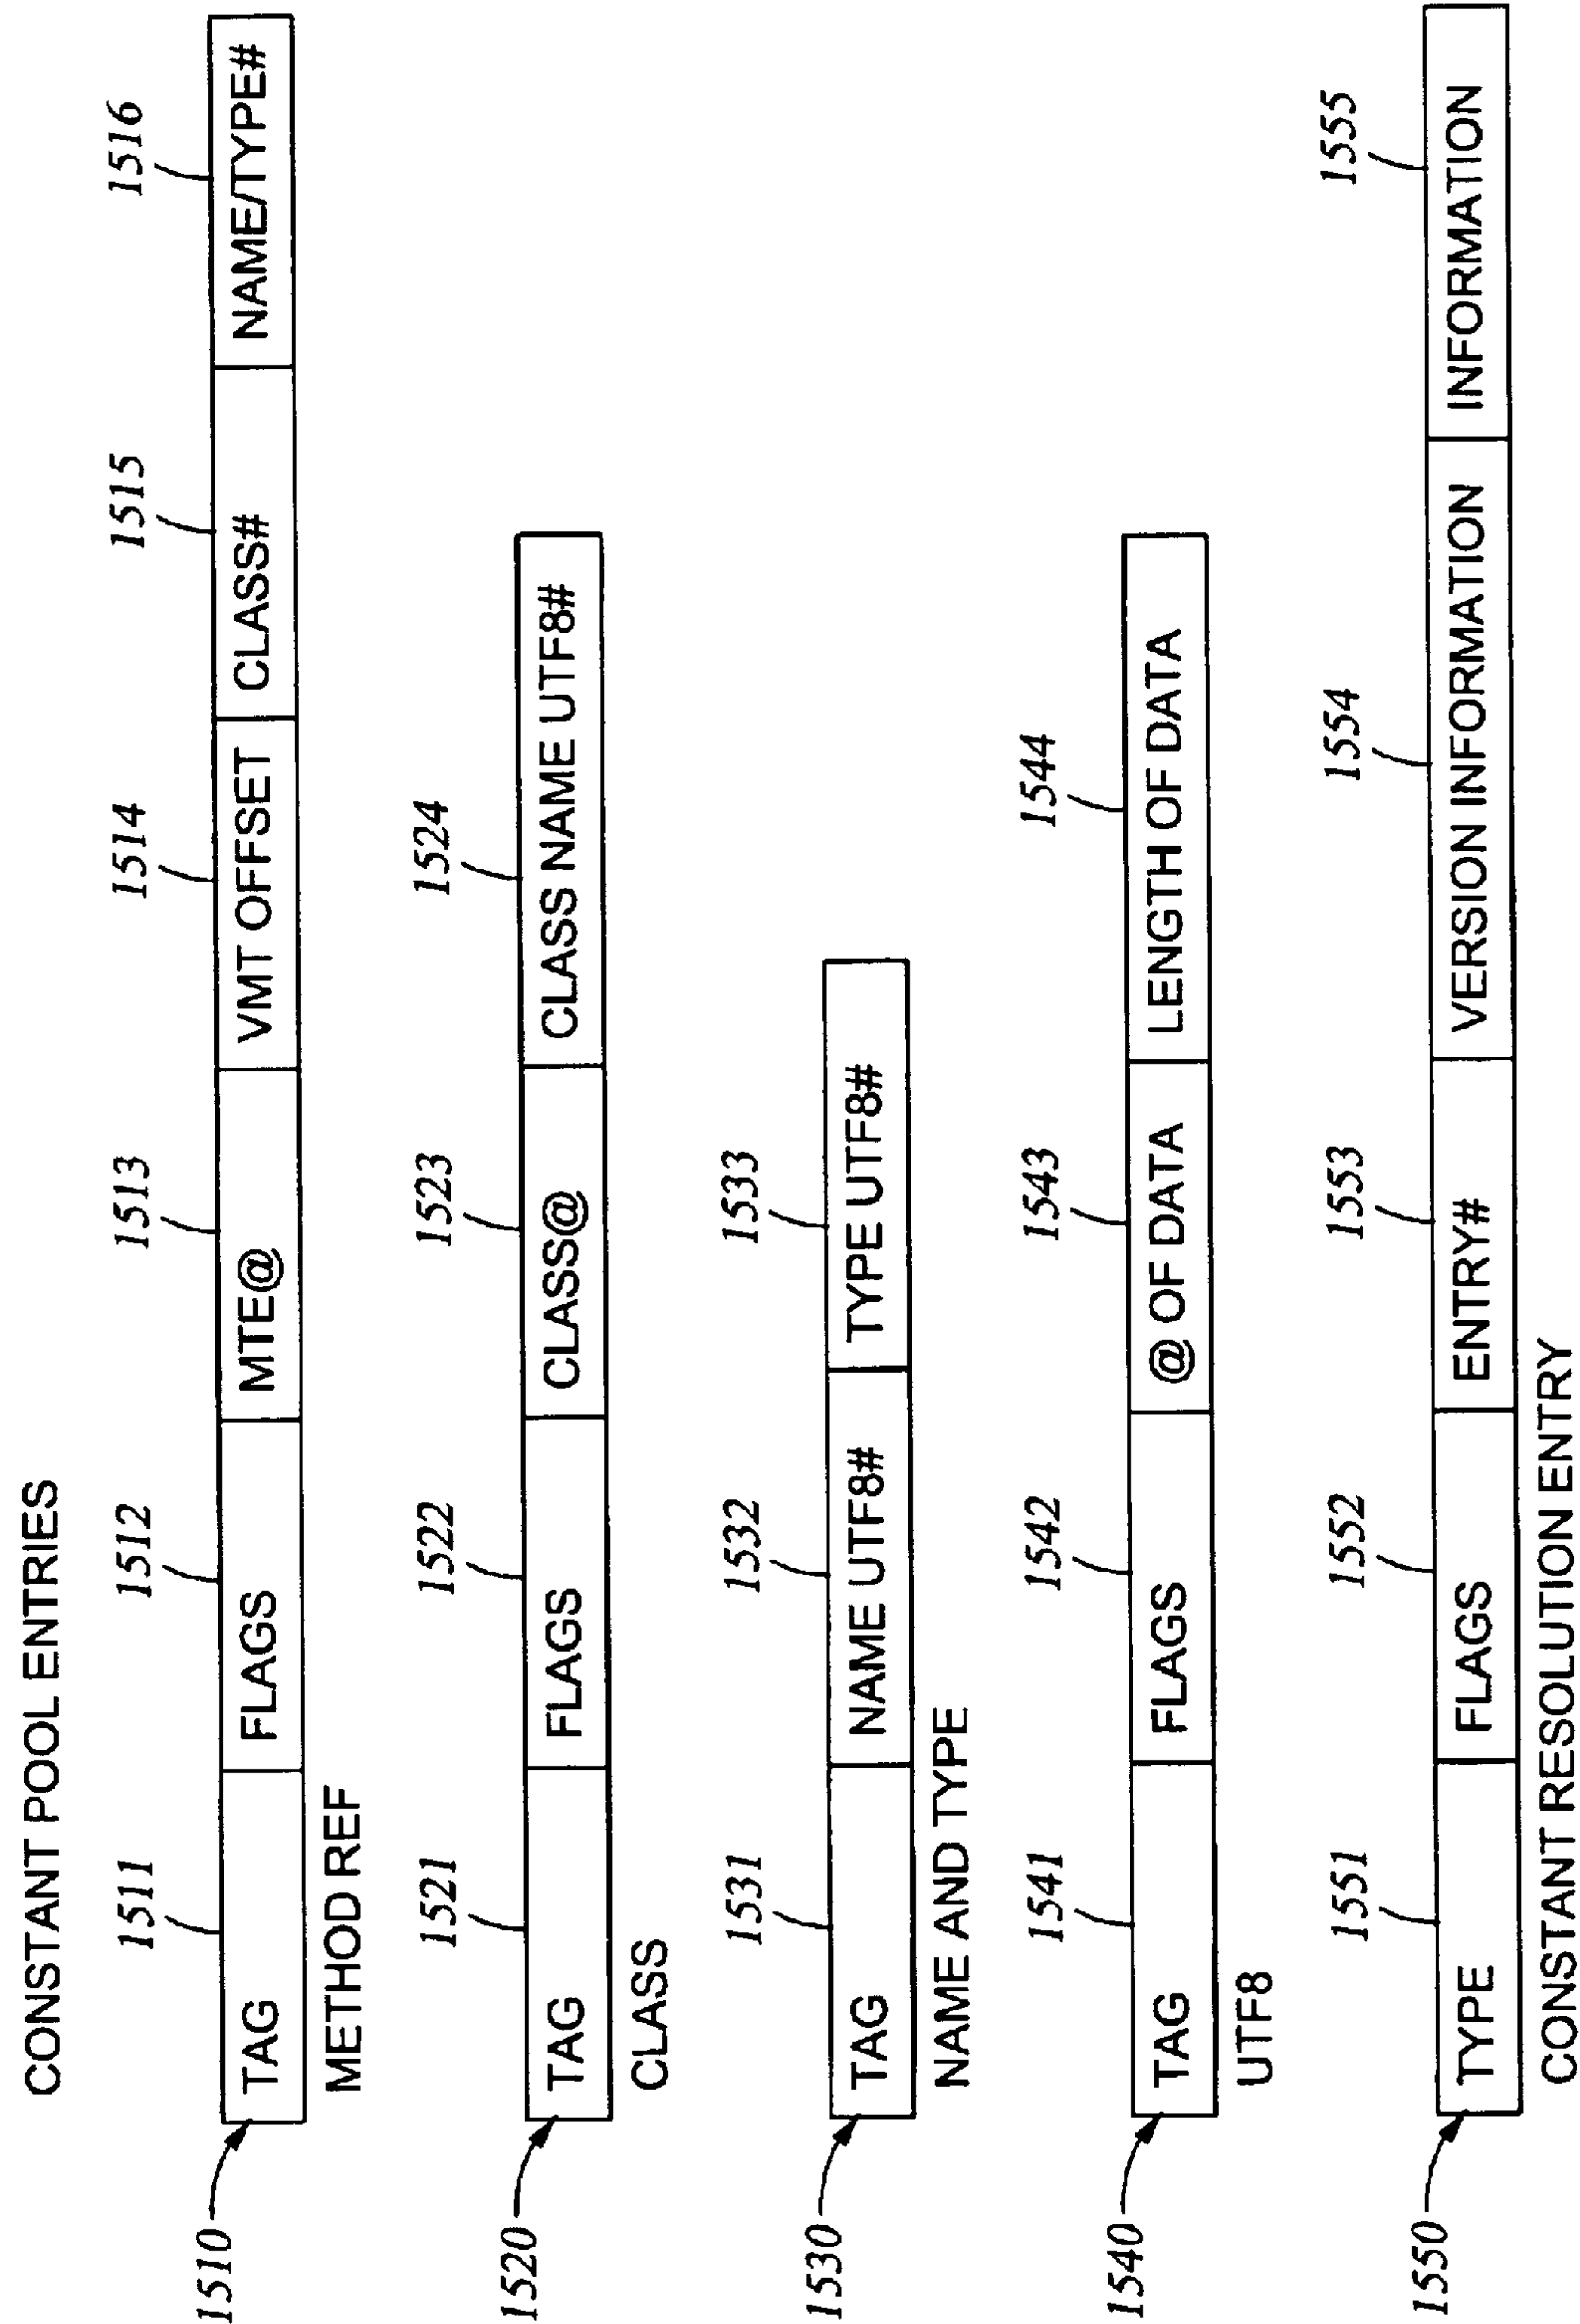 CONSTANT POOL ENTRIES
1511 1512 1513 1514 1515 1516
1510 TAG FLAGS MTE@ VMT OFFSET CLASS# NAME/TYPE#
METHOD REF
1521 1522 1523 1524
1520 TAG FLAGS CLASS@ CLASS NAME UTF8#
CLASS
1531 1532 1533
1530 TAG NAME UTF8# TYPE UTF8#
NAME AND TYPE
1541 1542 1543 1544
1540 TAG FLAGS @ OF DATA LENGTH OF DATA
UTF8
1551 1552 1553 1554 1555
1550 TYPE FLAGS ENTRY# VERSION INFORMATION INFORMATION
CONSTANT RESOLUTION ENTRY